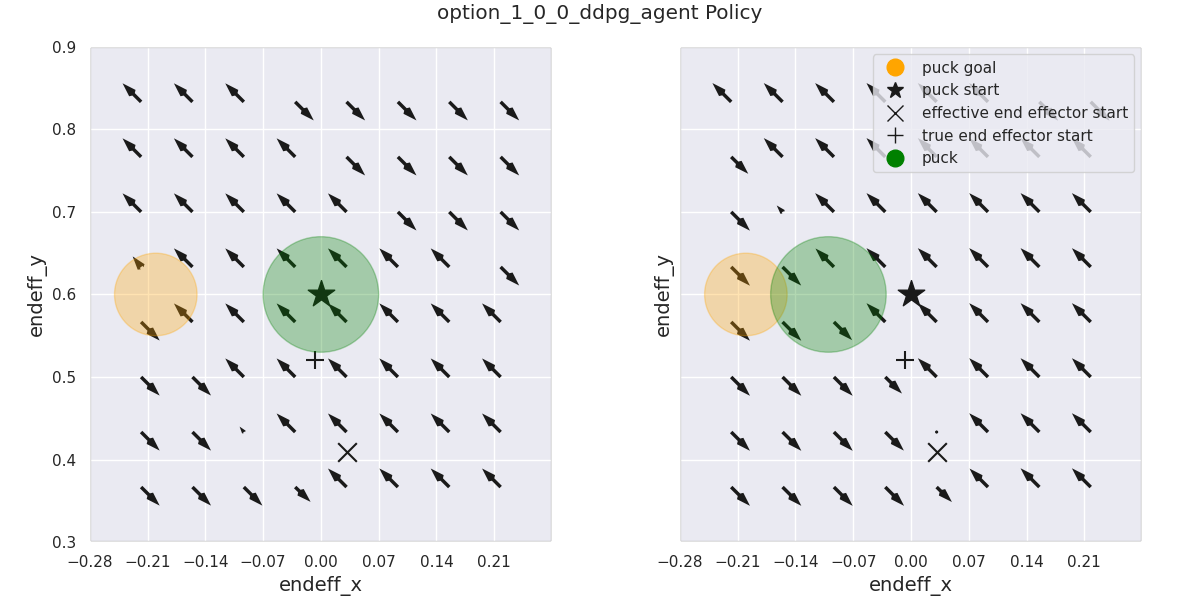 option_1_0_0_ddpg_agent Policy
0.9
0.8
0.7
0.6
0.5
0.4
0.3
endeff_y
−0.28 −0.21 −0.14 −0.07 0.00 0.07 0.14 0.21
endeff_x
puck goal
puck start
effective end effector start
true end effector start
puck
endeff_y
−0.28 −0.21 −0.14 −0.07 0.00 0.07 0.14 0.21
endeff_x